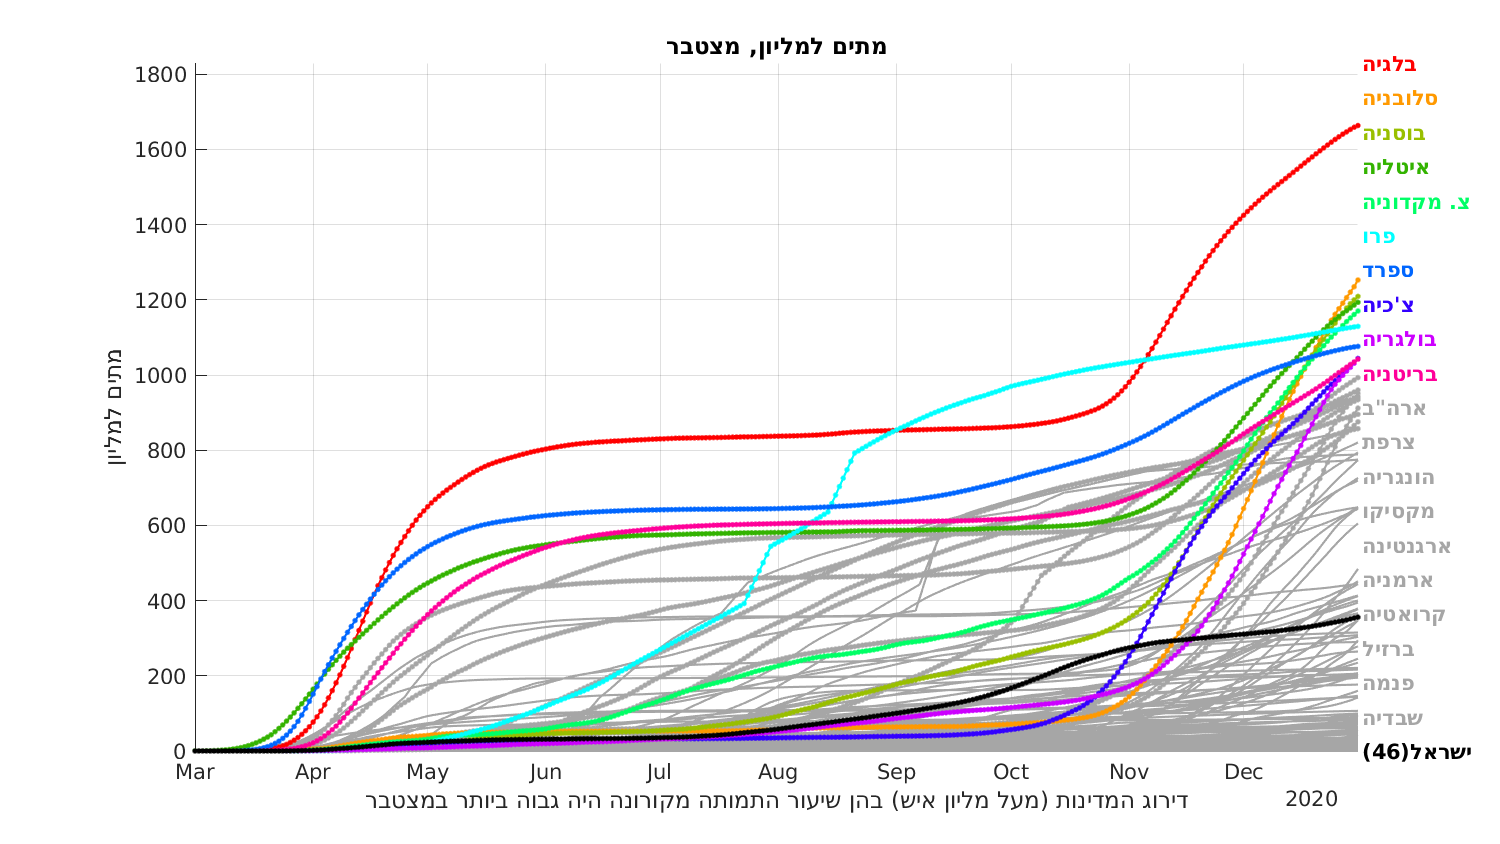 מתים למליון, מצטבר
מתים למליון
1800
1600
1400
1200
1000
800
600
400
200
0
Mar Apr May Jun Jul Aug Sep Oct Nov Dec
2020
דירוג המדינות (מעל מליון איש) בהן שיעור התמותה מקורונה היה גבוה ביותר במצטבר
בלגיה
סלובניה
בוסניה
איטליה
צ. מקדוניה
פרו
ספרד
צ'כיה
בולגריה
בריטניה
ארה"ב
צרפת
הונגריה
מקסיקו
ארגנטינה
ארמניה
קרואטיה
ברזיל
פנמה
שבדיה
ישראל(46)